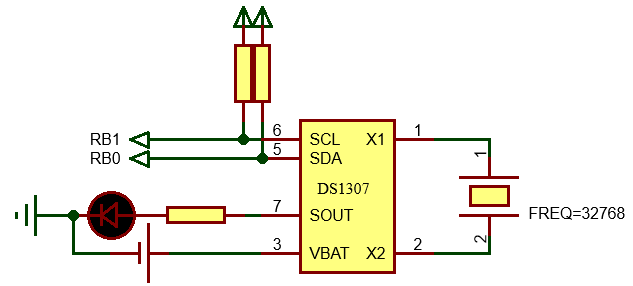 RB1
RB0
6 SCL X1 1
5 SDA
DS1307
7 SOUT
3 VBAT X2 2
1
2
FREQ=32768